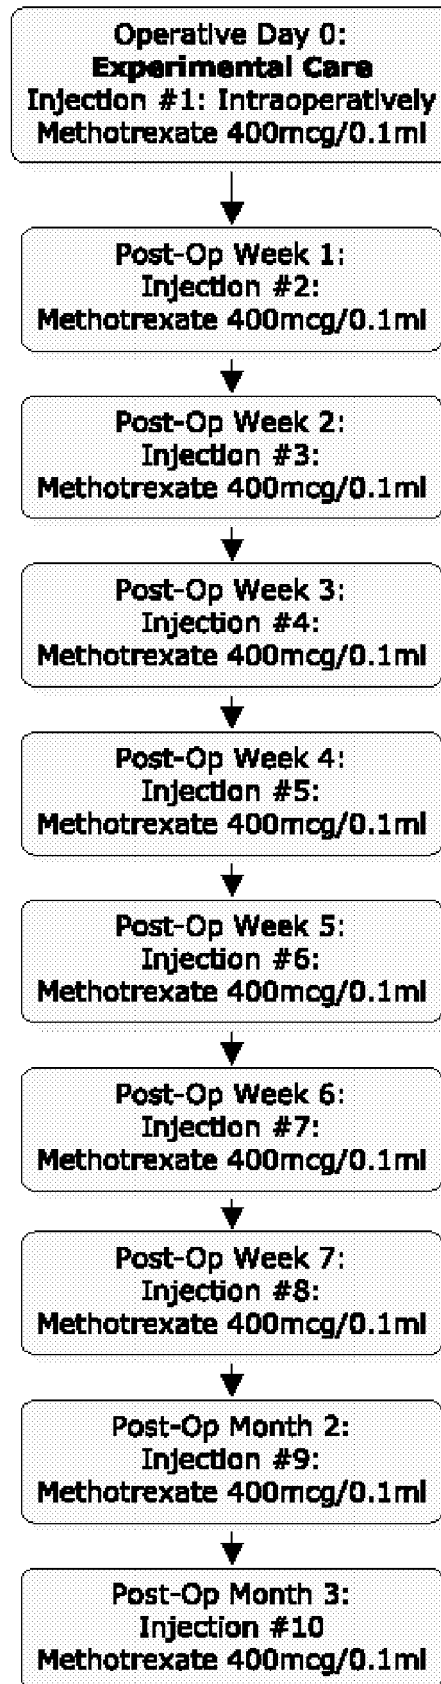 Operative Day 0:
Experimental Care
Injection #1: Intraoperatively
Methotrexate 400mcg/0.1ml
Post-Op Week 1:
Injection #2:
Methotrexate 400mcg/0.1ml
Post-Op Week 2:
Injection #3:
Methotrexate 400mcg/0.1ml
Post-Op Week 3:
Injection #4:
Methotrexate 400mcg/0.1ml
Post-Op Week 4:
Injection #5:
Methotrexate 400mcg/0.1ml
Post-Op Week 5:
Injection #6:
Methotrexate 400mcg/0.1ml
Post-Op Week 6:
Injection #7:
Methotrexate 400mcg/0.1ml
Post-Op Week 7:
Injection #8:
Methotrexate 400mcg/0.1ml
Post-Op Month 2:
Injection #9:
Methotrexate 400mcg/0.1ml
Post-Op Month 3:
Injection #10
Methotrexate 400mcg/0.1ml